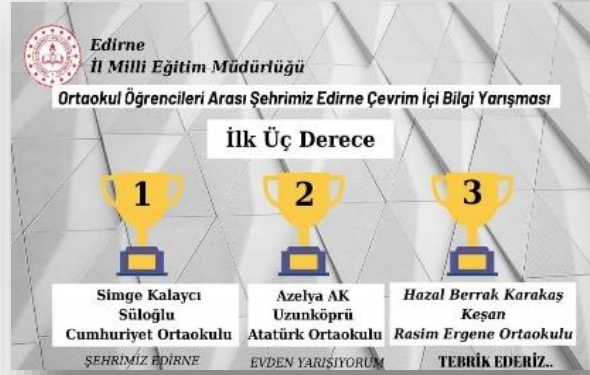 Edirne
İl Milli Eğitim Müdürlüğü
Ortaokul Öğrencileri Arası Şehrimiz Edirne Çevrim İçi Bilgi Yarışması
İlk Üç Derece
1
2
3
Simge Kalaycı
Süloğlu
Cumhuriyet Ortaokulu
Azelya AK
Uzunköprü
Atatürk Ortaokulu
Hazal Berrak Karakaş
Keşan
Rasim Ergene Ortaokulu
ŞEHRİMİZ EDİRNE
EVDEN YARIŞIYORUM
TEBRİK EDERİZ..